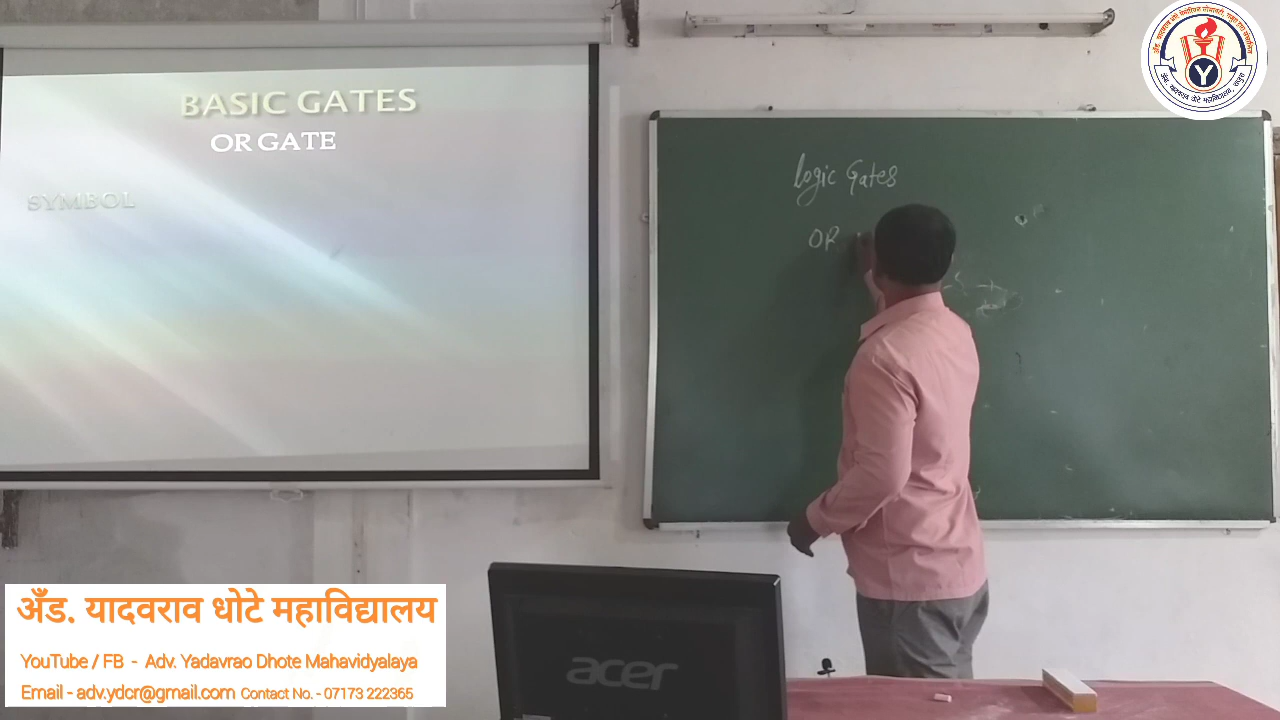 BASIC GATES
OR GATE
SYMBOL
Logic Gates
OR
Y
acer
अँड. यादवराव धोटे महाविद्यालय
YouTube / FB - Adv. Yadavrao Dhote Mahavidyalaya
Email - adv.ydcr@gmail.com Contact No. - 07173 222365